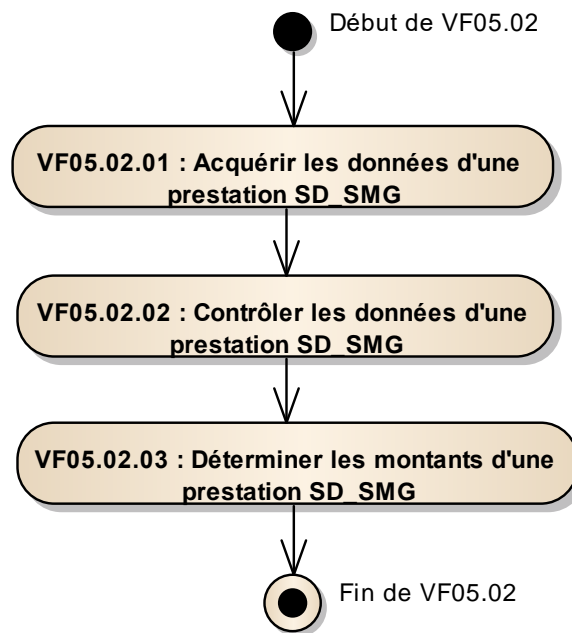 Début de VF05.02
VF05.02.01 : Acquérir les données d'une
prestation SD_SMG
VF05.02.02 : Contrôler les données d'une
prestation SD_SMG
VF05.02.03 : Déterminer les montants d'une
prestation SD_SMG
Fin de VF05.02